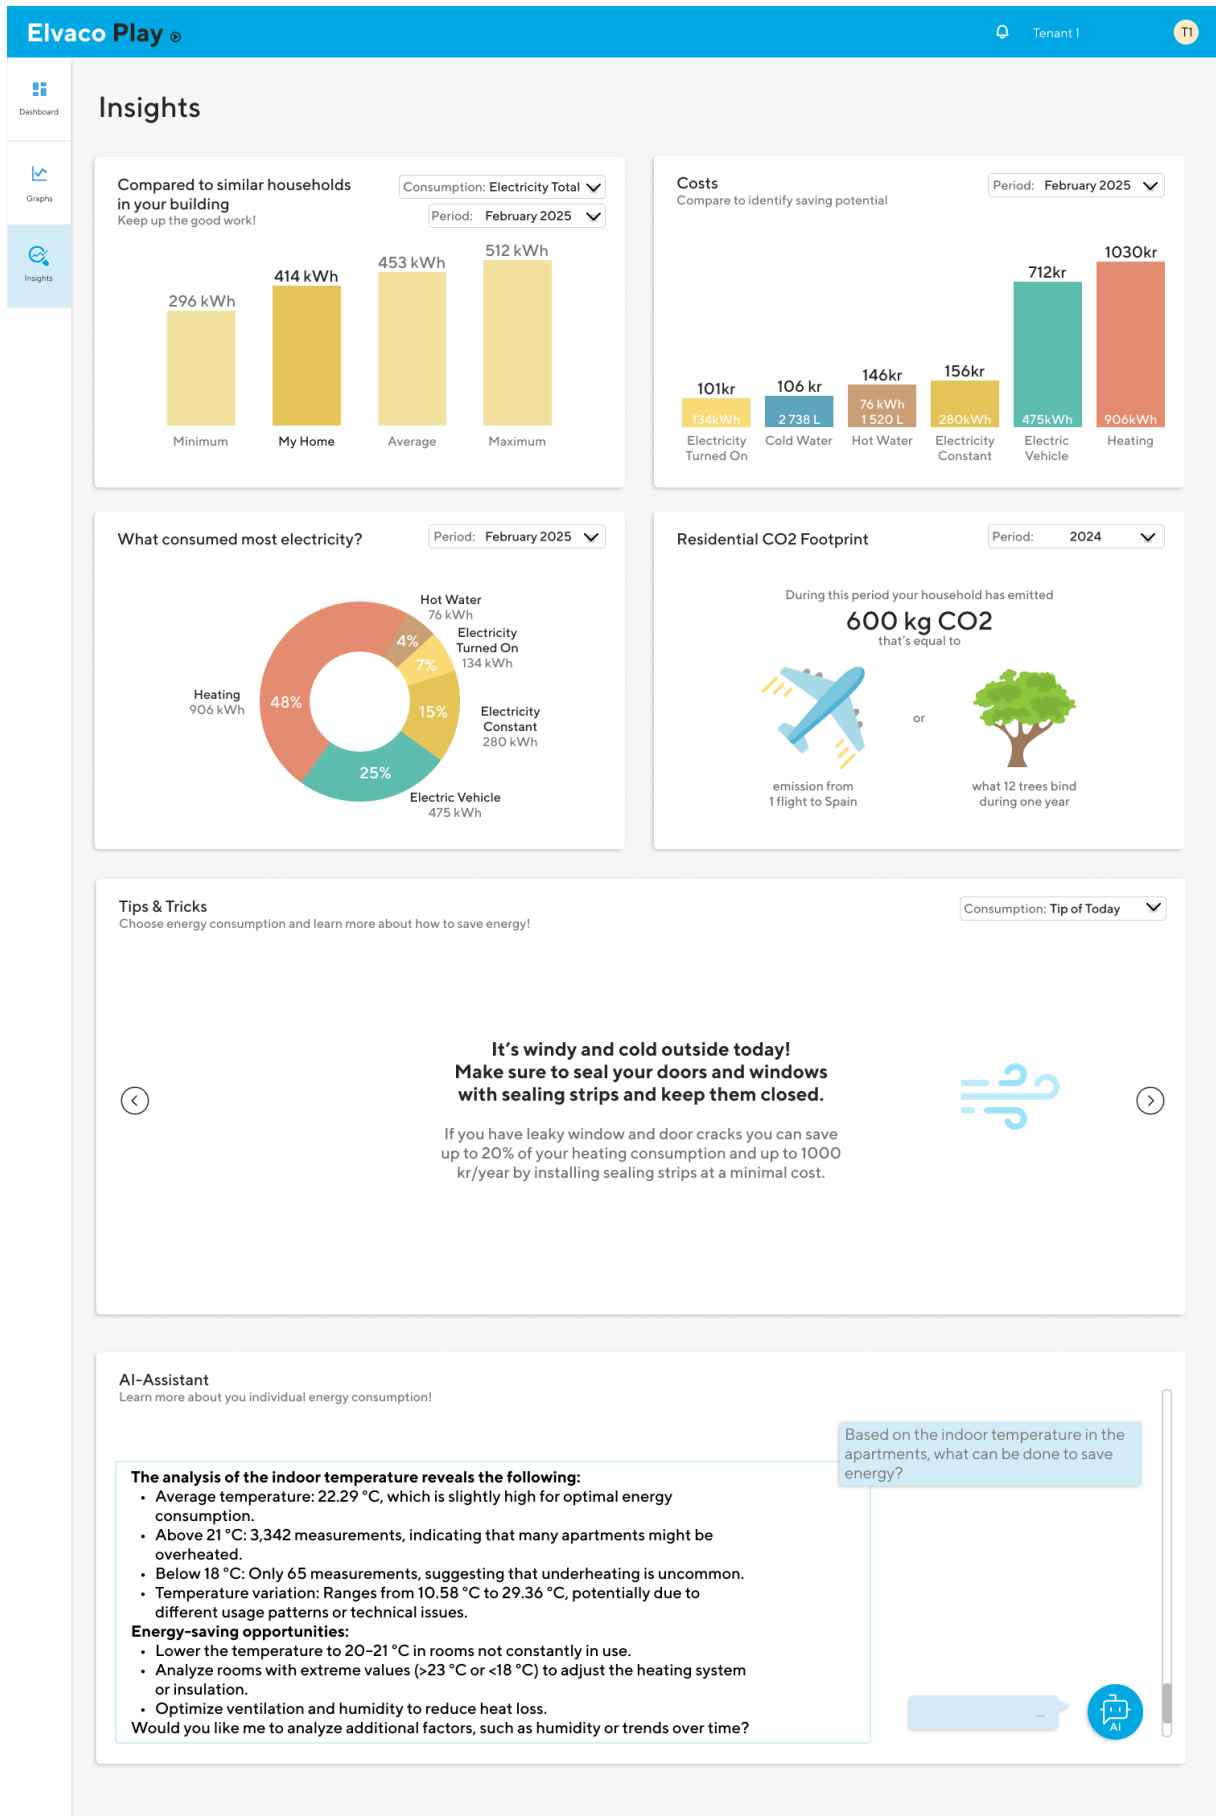 Elvaco Play
Tenant 1
T1
Dashboard
Graphs
Insights
Insights
Compared to similar households
in your building
Keep up the good work!
Consumption: Electricity Total
Period: February 2025
296 kWh
414 kWh
453 kWh
512 kWh
Minimum
My Home
Average
Maximum
Costs
Compare to identify saving potential
Period: February 2025
101kr
106 kr
146kr
156kr
712kr
1030kr
134kWh
2 738 L
76 kWh
1 520 L
280kWh
475kWh
906kWh
Electricity
Turned On
Cold Water
Hot Water
Electricity
Constant
Electric
Vehicle
Heating
What consumed most electricity?
Period: February 2025
Hot Water
76 kWh
Electricity
Turned On
134 kWh
Electricity
Constant
280 kWh
Electric Vehicle
475 kWh
Heating
906 kWh
4%
7%
15%
25%
48%
Residential CO2 Footprint
Period: 2024
During this period your household has emitted
600 kg CO2
that's equal to
or
emission from
1 flight to Spain
what 12 trees bind
during one year
Tips & Tricks
Choose energy consumption and learn more about how to save energy!
Consumption: Tip of Today
It's windy and cold outside today!
Make sure to seal your doors and windows
with sealing strips and keep them closed.
If you have leaky window and door cracks you can save
up to 20% of your heating consumption and up to 1000
kr/year by installing sealing strips at a minimal cost.
AI-Assistant
Learn more about you individual energy consumption!
Based on the indoor temperature in the
apartments, what can be done to save
energy?
The analysis of the indoor temperature reveals the following:
• Average temperature: 22.29 °C, which is slightly high for optimal energy
consumption.
• Above 21 °C: 3,342 measurements, indicating that many apartments might be
overheated.
• Below 18 °C: Only 65 measurements, suggesting that underheating is uncommon.
• Temperature variation: Ranges from 10.58 °C to 29.36 °C, potentially due to
different usage patterns or technical issues.
Energy-saving opportunities:
• Lower the temperature to 20–21 °C in rooms not constantly in use.
• Analyze rooms with extreme values (>23 °C or <18 °C) to adjust the heating system
or insulation.
• Optimize ventilation and humidity to reduce heat loss.
Would you like me to analyze additional factors, such as humidity or trends over time?
....
AI